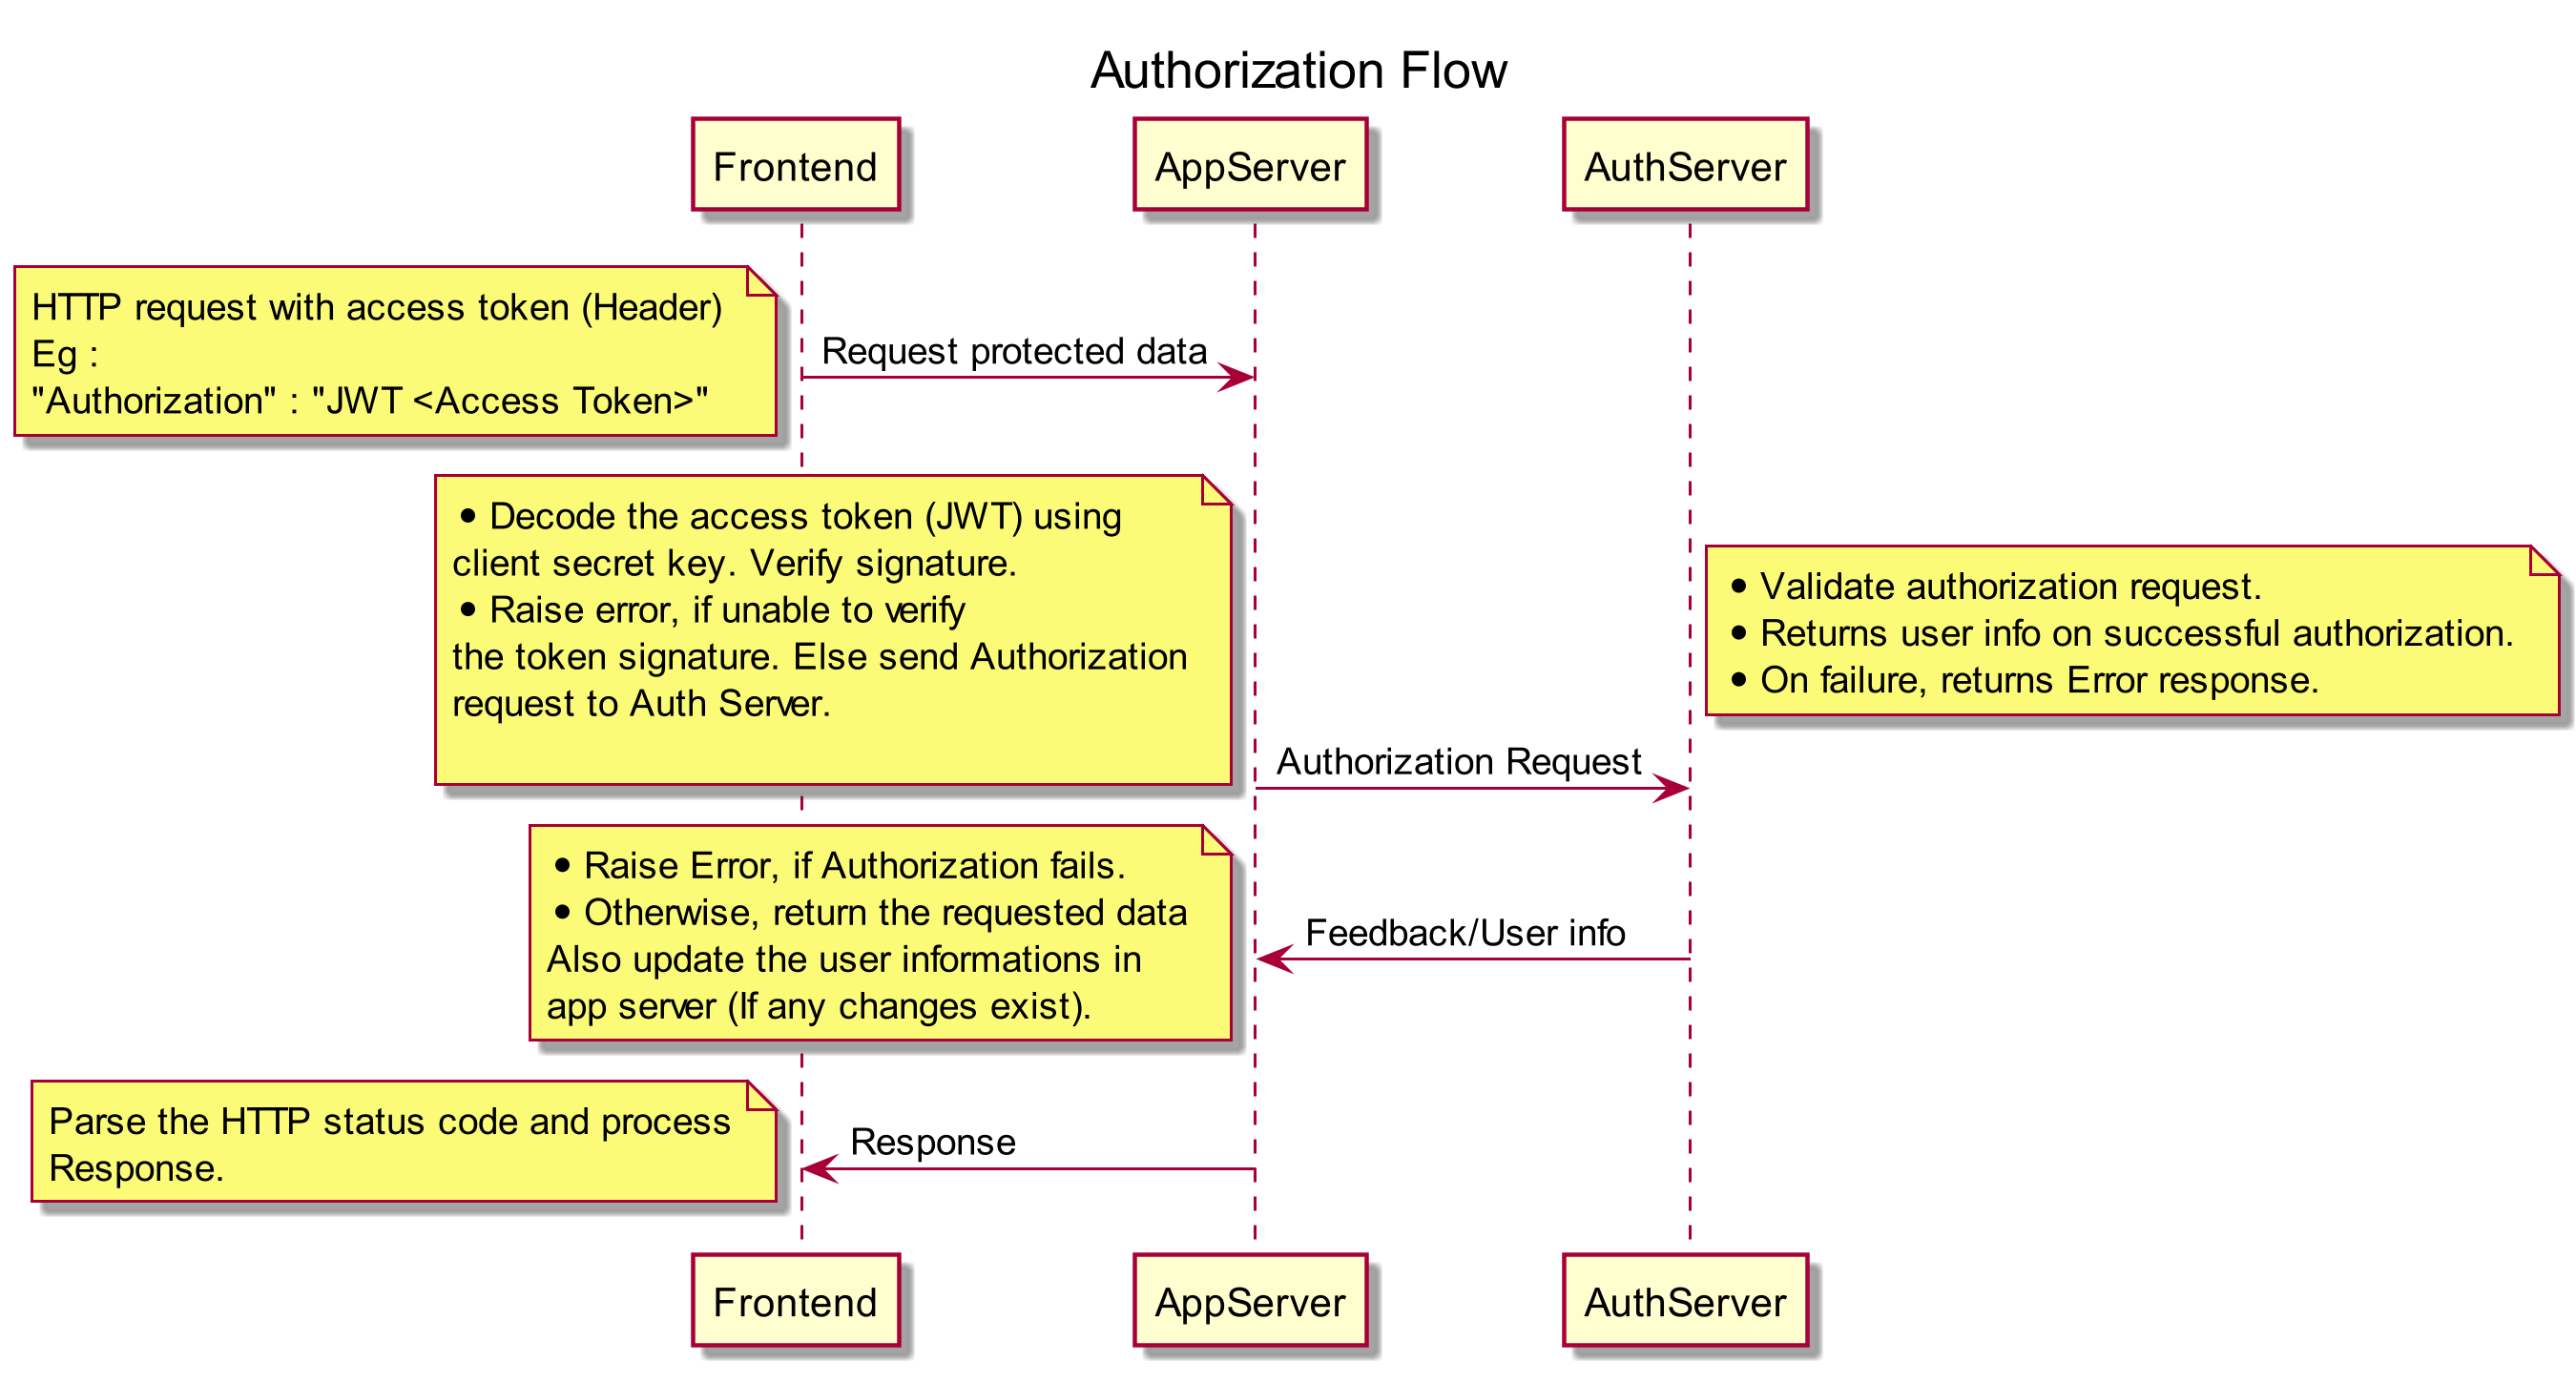 Authorization Flow
Frontend
AppServer
AuthServer
HTTP request with access token (Header)
Eg :
"Authorization" : "JWT <Access Token>"
Request protected data
• Decode the access token (JWT) using
client secret key. Verify signature.
• Raise error, if unable to verify
the token signature. Else send Authorization
request to Auth Server.
• Validate authorization request.
• Returns user info on successful authorization.
• On failure, returns Error response.
Authorization Request
• Raise Error, if Authorization fails.
• Otherwise, return the requested data
Also update the user informations in
app server (If any changes exist).
Feedback/User info
Parse the HTTP status code and process
Response.
Response
Frontend
AppServer
AuthServer